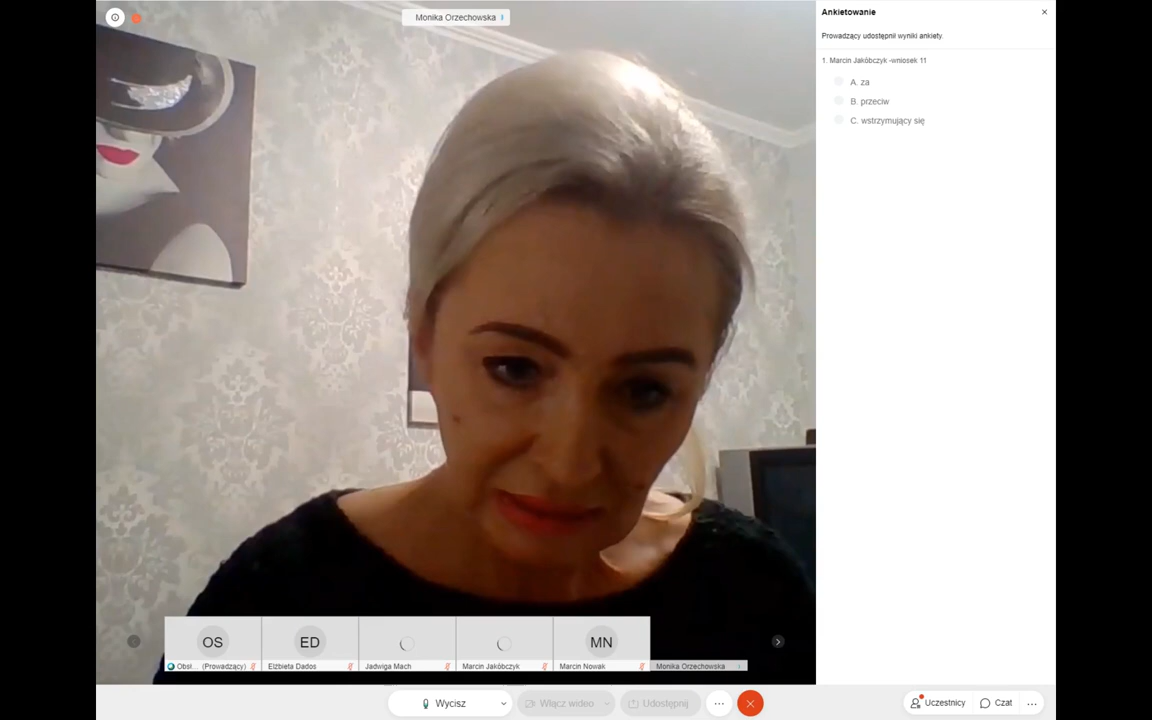 Monika Orzechowska
Ankietowanie
Prowadzący udostępnił wyniki ankiety.
1. Marcin Jakóbczyk -wniosek 11
A. za
B. przeciw
C. wstrzymujący się
OS
ED
MN
Obsł... (Prowadzący)
Elżbieta Dados
Jadwiga Mach
Marcin Jakóbczyk
Marcin Nowak
Monika Orzechowska
Wycisz
Włącz wideo
Udostępnij
Uczestnicy
Czat